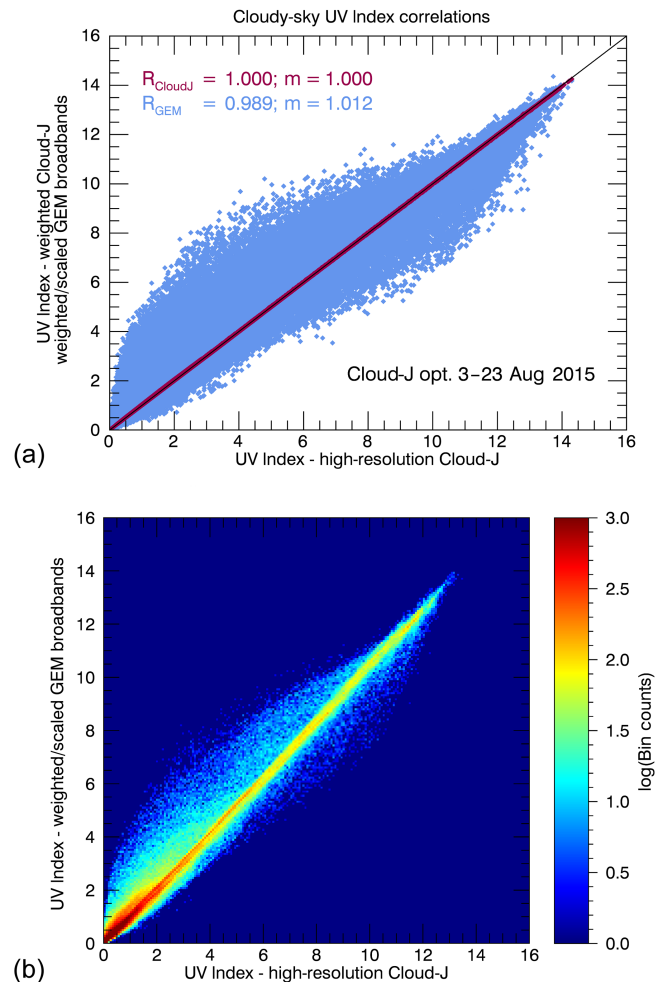 Cloudy-sky UV Index correlations
R_CloudJ = 1.000; m = 1.000
R_GEM = 0.989; m = 1.012
UV Index - weighted Cloud-J
weighted/scaled GEM broadbands
16
14
12
10
8
6
4
2
0
Cloud-J opt. 3-23 Aug 2015
0 2 4 6 8 10 12 14 16
UV Index - high-resolution Cloud-J
(a)
UV Index - weighted/scaled GEM broadbands
16
14
12
10
8
6
4
2
0
0 2 4 6 8 10 12 14 16
UV Index - high-resolution Cloud-J
3.0
2.5
2.0
1.5
1.0
0.5
0.0
log(Bin counts)
(b)